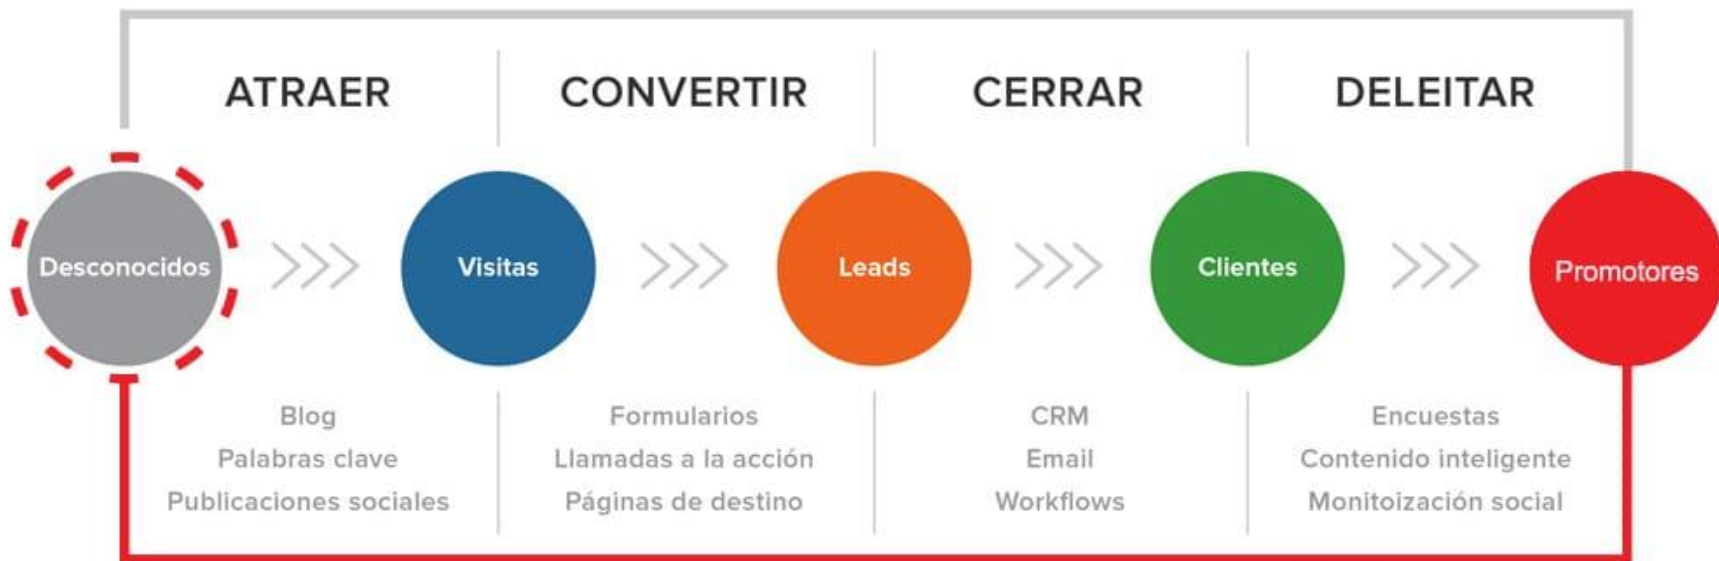 ATRAER
CONVERTIR
CERRAR
DELEITAR
Desconocidos
Visitas
Leads
Clientes
Promotores
Blog
Palabras clave
Publicaciones sociales
Formularios
Llamadas a la acción
Páginas de destino
CRM
Email
Workflows
Encuestas
Contenido inteligente
Monitoización social